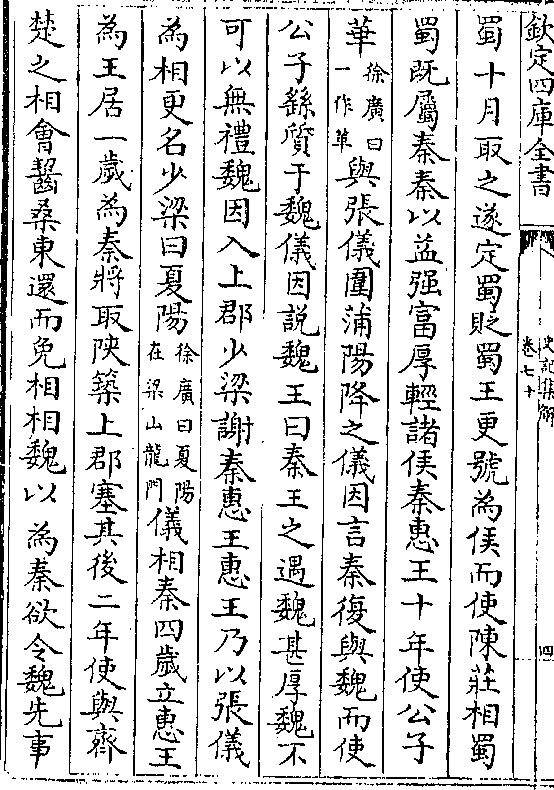 欽定四庫全書
史記集解
卷七十
四
蜀十月取之遂定蜀貶蜀王更號為侯而使陳莊相蜀
蜀既屬秦秦以益强富厚輕諸侯秦惠王十年使公子
華徐廣曰一作革與張儀圍蒲陽降之儀因言秦復與魏而使
公子繇質于魏儀因説魏王曰秦王之遇魏甚厚魏不
可以無禮魏因入上郡少梁謝秦惠王惠王乃以張儀
為相更名少梁曰夏陽徐廣曰夏陽在梁山龍門儀相秦四歲立惠王
為王居一歲為秦將取陜築上郡塞其後二年使與齊
楚之相會齧桑東還而免相相魏以為秦欲令魏先事